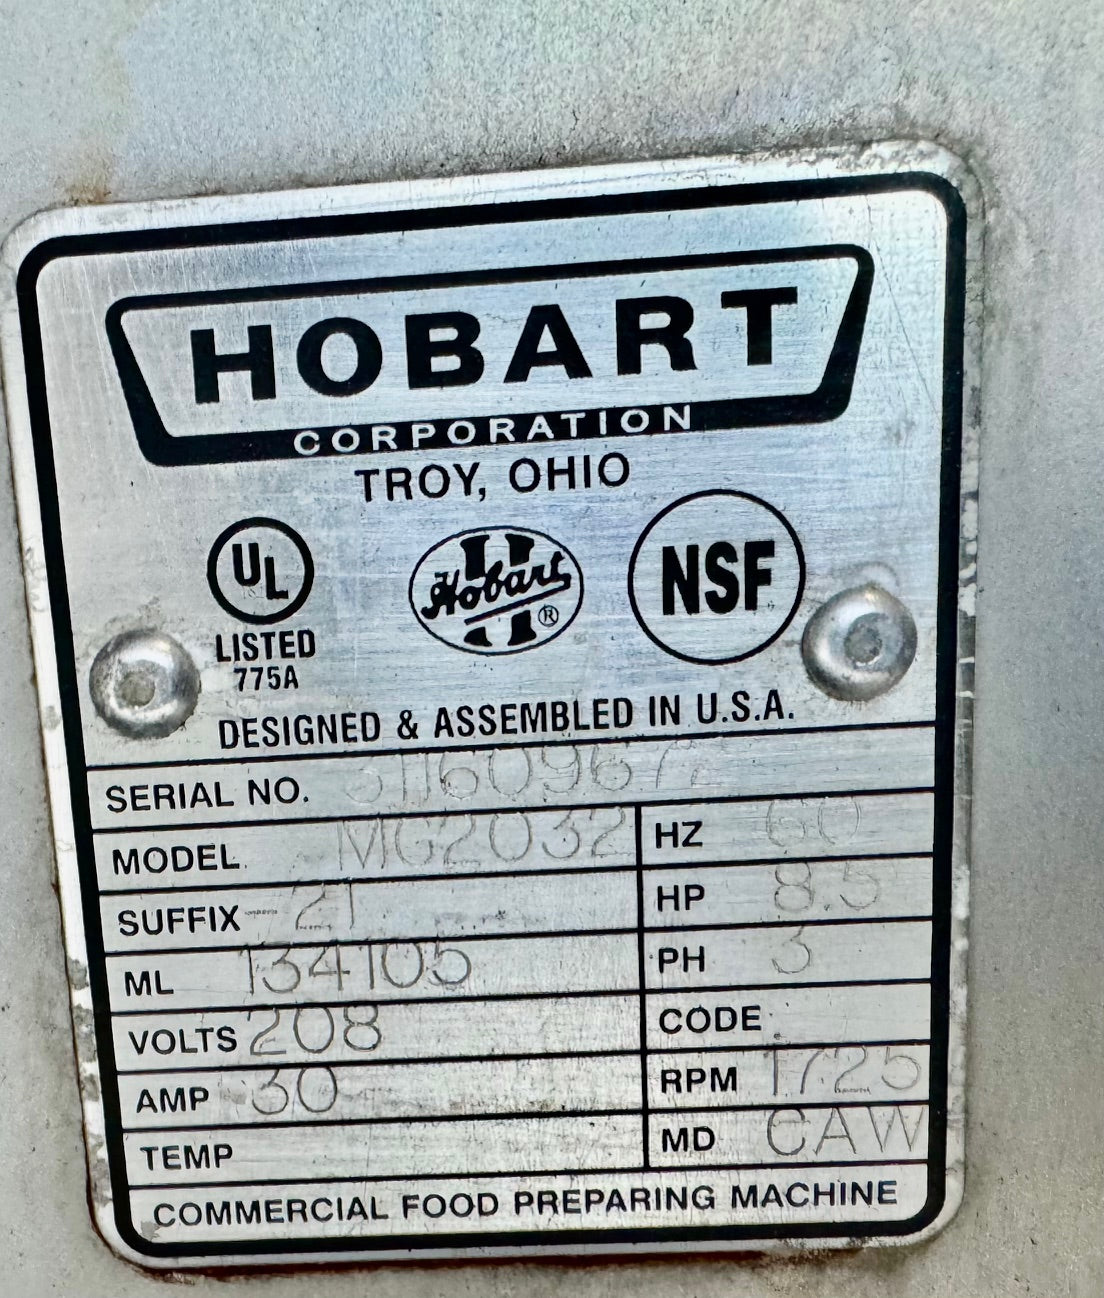 HOBART
CORPORATION
TROY, OHIO
UL Hobart ® NSF
LISTED
775A
DESIGNED & ASSEMBLED IN U.S.A.
SERIAL NO.
MODEL MG2032 HZ 60
SUFFIX 21 HP 8.5
ML 134105 PH 3
VOLTS 208 CODE
AMP 30 RPM 1725
TEMP MD CAW
COMMERCIAL FOOD PREPARING MACHINE